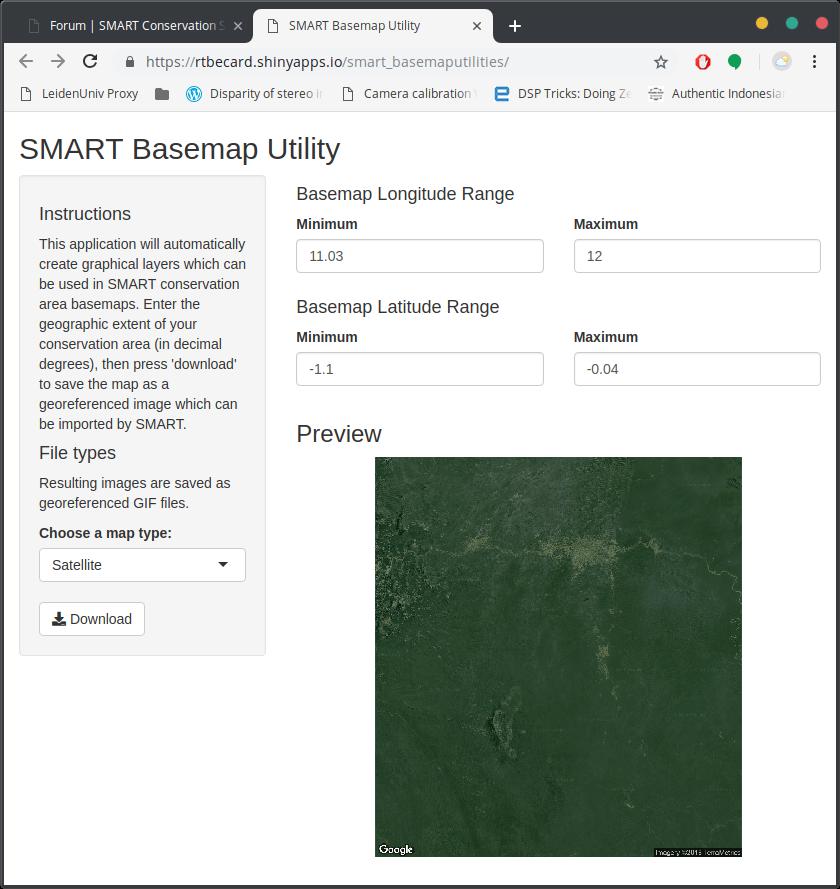 Forum | SMART Conservation S
SMART Basemap Utility
https://rtbecard.shinyapps.io/smart_basemaputilities/
LeidenUniv Proxy
Disparity of stereo i
Camera calibration
DSP Tricks: Doing Ze
Authentic Indonesia
SMART Basemap Utility
Instructions
This application will automatically
create graphical layers which can
be used in SMART conservation
area basemaps. Enter the
geographic extent of your
conservation area (in decimal
degrees), then press 'download'
to save the map as a
georeferenced image which can
be imported by SMART.
File types
Resulting images are saved as
georeferenced GIF files.
Choose a map type:
Satellite
Download
Basemap Longitude Range
Minimum
Maximum
11.03
12
Basemap Latitude Range
Minimum
Maximum
-1.1
-0.04
Preview
Google
Imagery ©2018 TerraMetrics